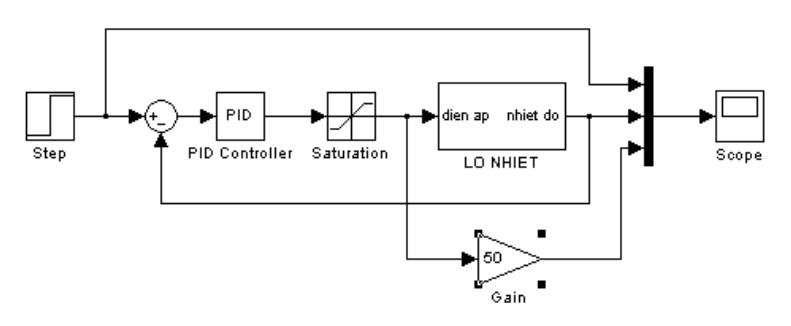 +
−
PID
dien ap nhiet do
Step
PID Controller
Saturation
LO NHIET
Scope
50
Gain